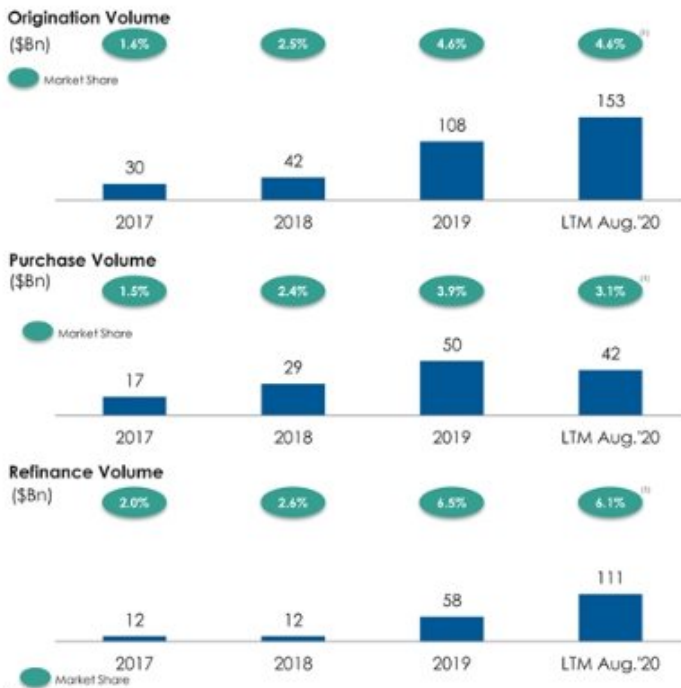 Origination Volume
($Bn)
1.6% 2.5% 4.6% 4.6% (1)
Market Share
30 42 108 153
2017 2018 2019 LTM Aug.'20
Purchase Volume
($Bn)
1.5% 2.4% 3.9% 3.1% (1)
Market Share
17 29 50 42
2017 2018 2019 LTM Aug.'20
Refinance Volume
($Bn)
2.0% 2.6% 6.5% 6.1% (1)
12 12 58 111
2017 2018 2019 LTM Aug.'20
Market Share